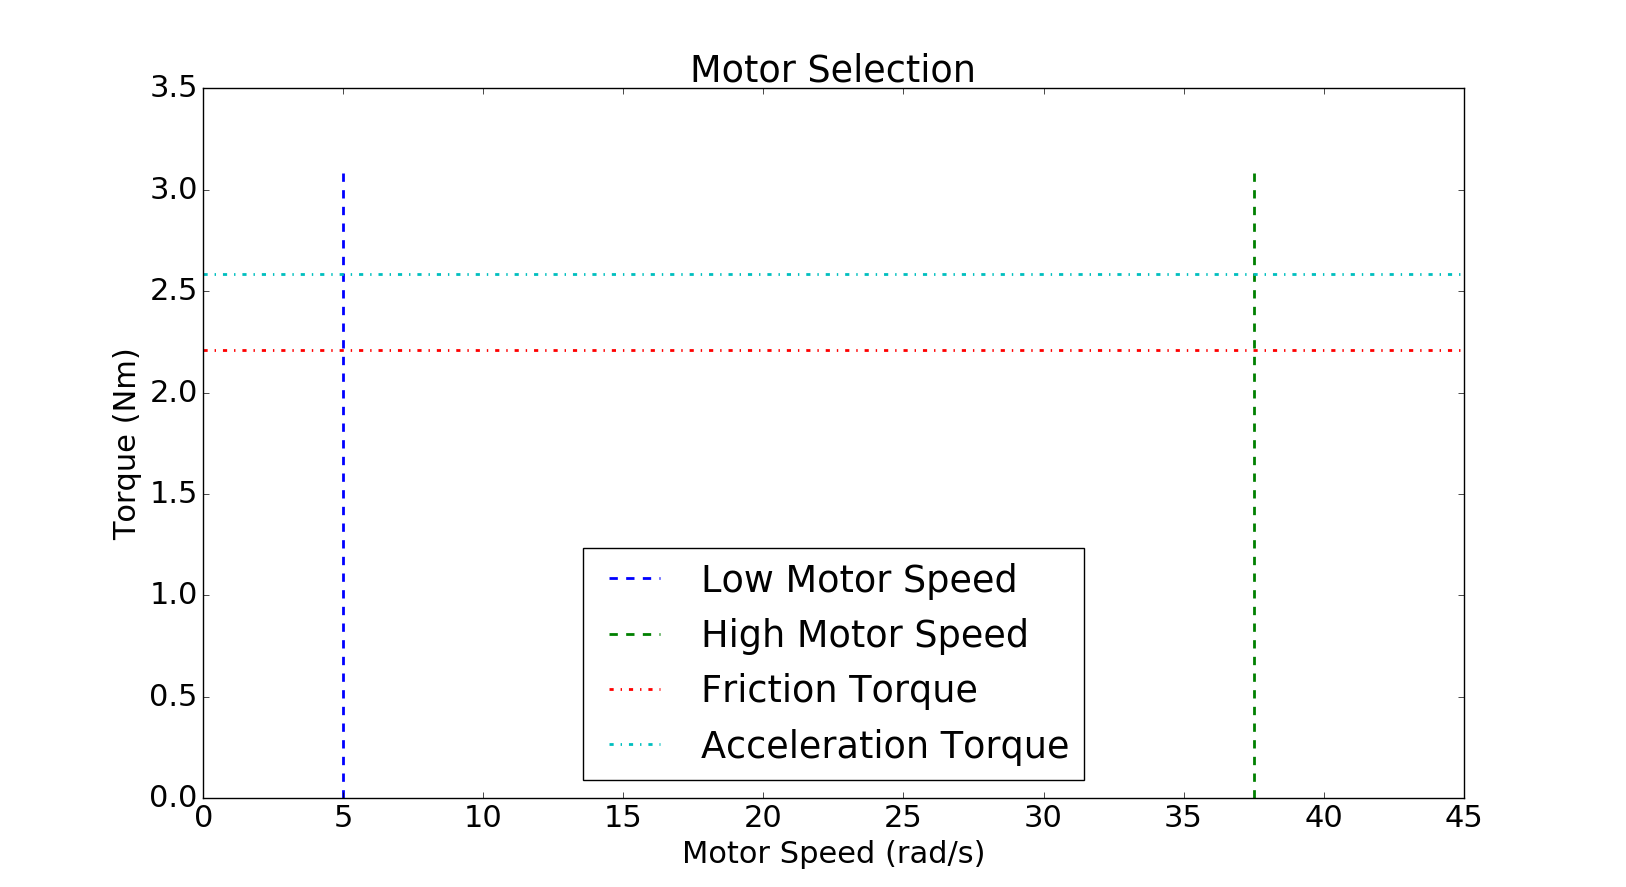 Motor Selection
3.5
3.0
2.5
2.0
1.5
1.0
0.5
0.0
Torque (Nm)
Low Motor Speed
High Motor Speed
Friction Torque
Acceleration Torque
0 5 10 15 20 25 30 35 40 45
Motor Speed (rad/s)